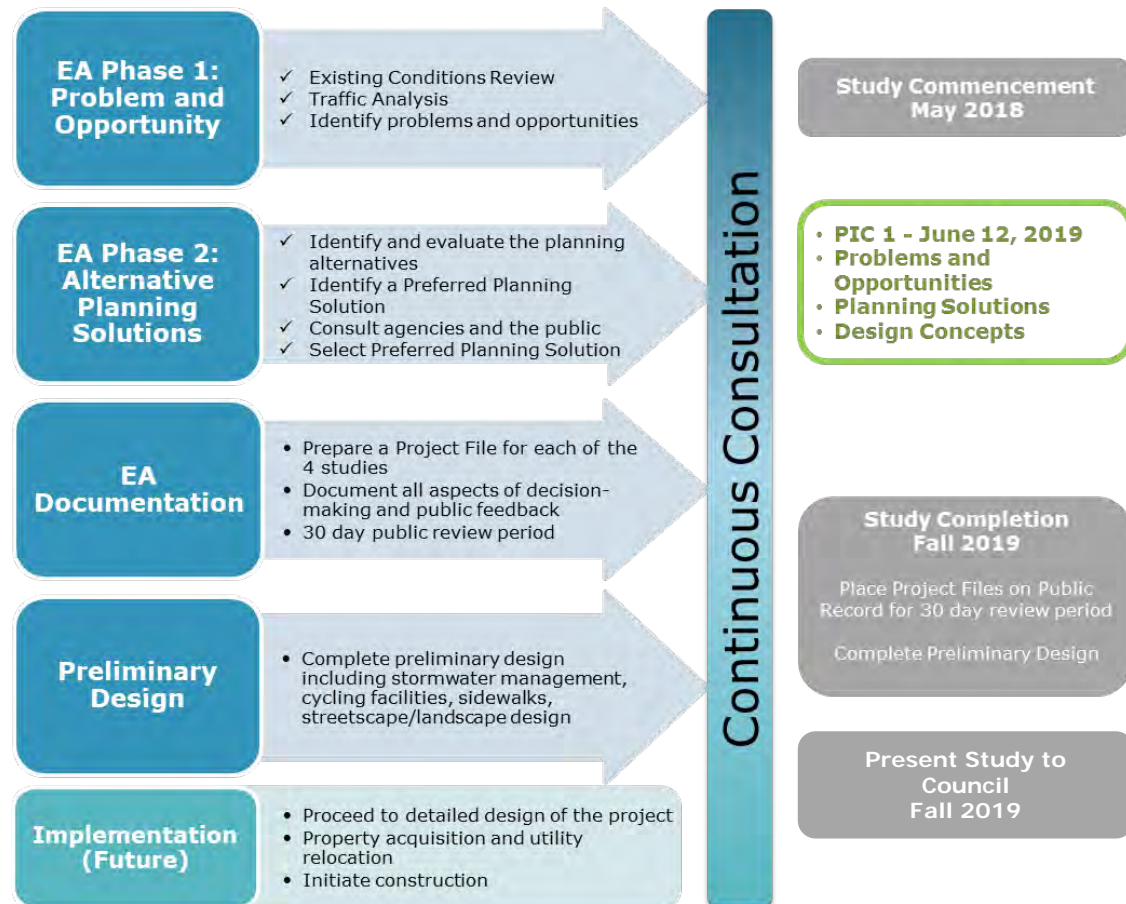 EA Phase 1:
Problem and
Opportunity
✓ Existing Conditions Review
✓ Traffic Analysis
✓ Identify problems and opportunities
EA Phase 2:
Alternative
Planning
Solutions
✓ Identify and evaluate the planning
alternatives
✓ Identify a Preferred Planning
Solution
✓ Consult agencies and the public
✓ Select Preferred Planning Solution
EA
Documentation
• Prepare a Project File for each of the
4 studies
• Document all aspects of decision-
making and public feedback
• 30 day public review period
Preliminary
Design
• Complete preliminary design
including stormwater management,
cycling facilities, sidewalks,
streetscape/landscape design
Implementation
(Future)
• Proceed to detailed design of the project
• Property acquisition and utility
relocation
• Initiate construction
Continuous Consultation
Study Commencement
May 2018
• PIC 1 - June 12, 2019
• Problems and
Opportunities
• Planning Solutions
• Design Concepts
Study Completion
Fall 2019
Place Project Files on Public
Record for 30 day review period
Complete Preliminary Design
Present Study to
Council
Fall 2019